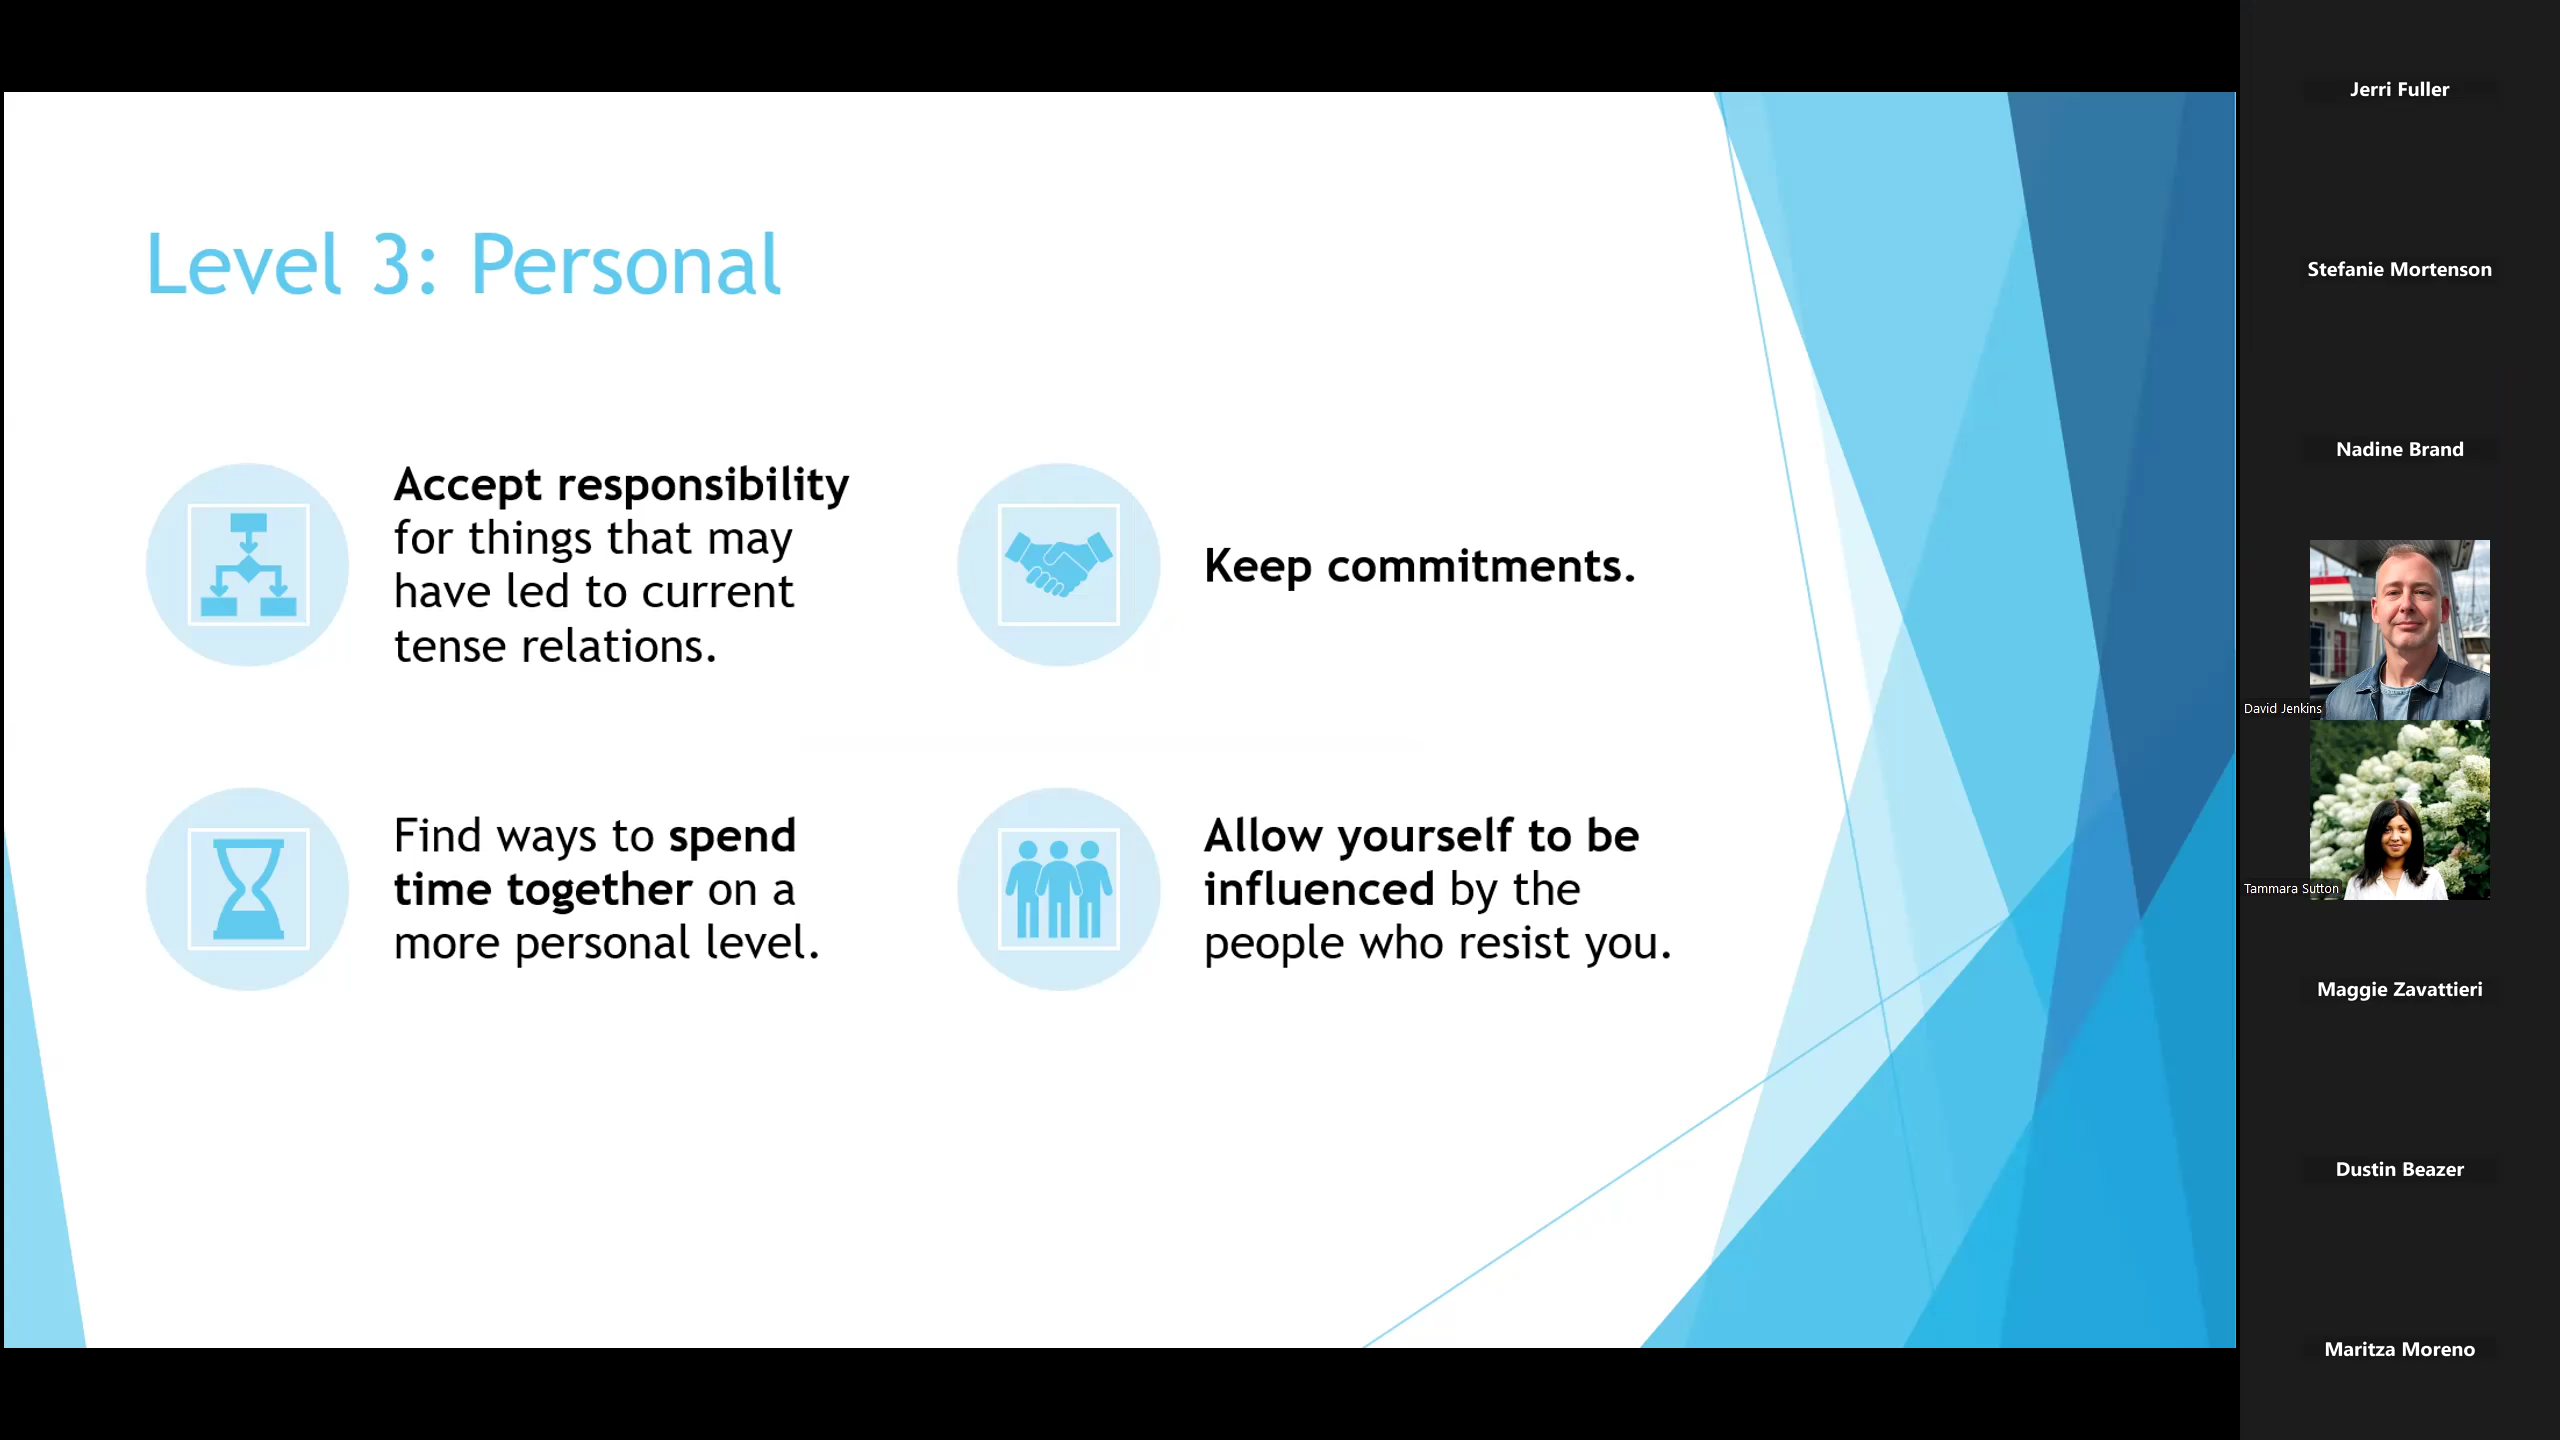 Level 3: Personal
Accept responsibility
for things that may
have led to current
tense relations.
Keep commitments.
Find ways to spend
time together on a
more personal level.
Allow yourself to be
influenced by the
people who resist you.
Jerri Fuller
Stefanie Mortenson
Nadine Brand
David Jenkins
Tammara Sutton
Maggie Zavattieri
Dustin Beazer
Maritza Moreno